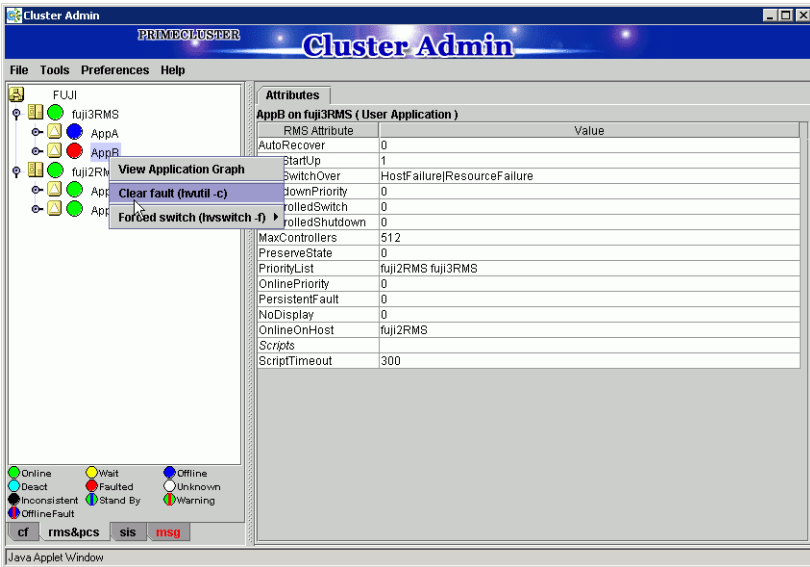 Cluster Admin
PRIMECLUSTER
Cluster Admin
File Tools Preferences Help
FUJI
fuji3RMS
AppA
AppB
fuji2RM
App
App
View Application Graph
Clear fault (hvutil -c)
Forced switch (hvswitch -f)
Online Wait Offline
Deact Faulted Unknown
Inconsistent Stand By Warning
OfflineFault
cf rms&pcs sis msg
Attributes
AppB on fuji3RMS ( User Application )
RMS Attribute Value
AutoRecover 0
StartUp 1
SwitchOver HostFailure|ResourceFailure
downPriority 0
rolledSwitch 0
rolledShutdown 0
MaxControllers 512
PreserveState 0
PriorityList fuji2RMS fuji3RMS
OnlinePriority 0
PersistentFault 0
NoDisplay 0
OnlineOnHost fuji2RMS
Scripts
ScriptTimeout 300
Java Applet Window